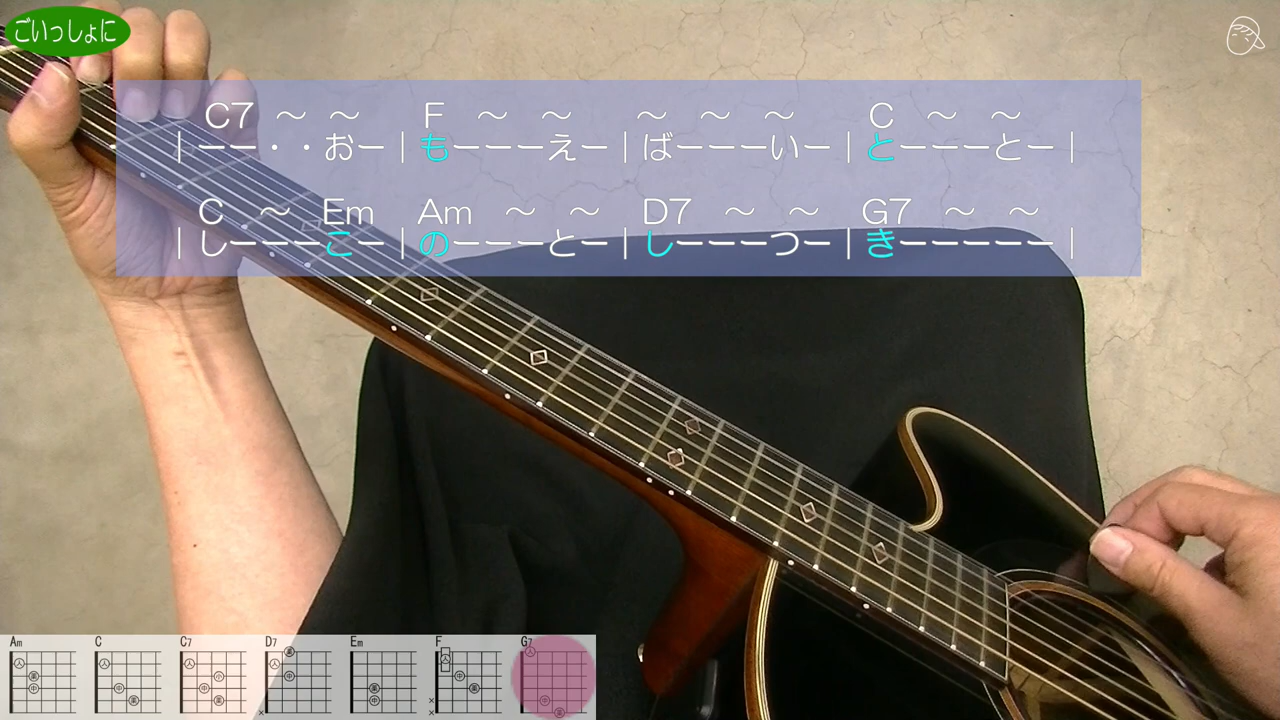 ごいっしょに
C7 ～ ～ F ～ ～ ～ ～ ～ C ～ ～
|ーー・・おー|もーーーえー|ばーーーいー|とーーーとー|
C ～ Em Am ～ ～ D7 ～ ～ G7 ～ ～
|しーーーこー|のーーーとー|しーーーつー|きーーーーー|
Am C C7 D7 Em F G7